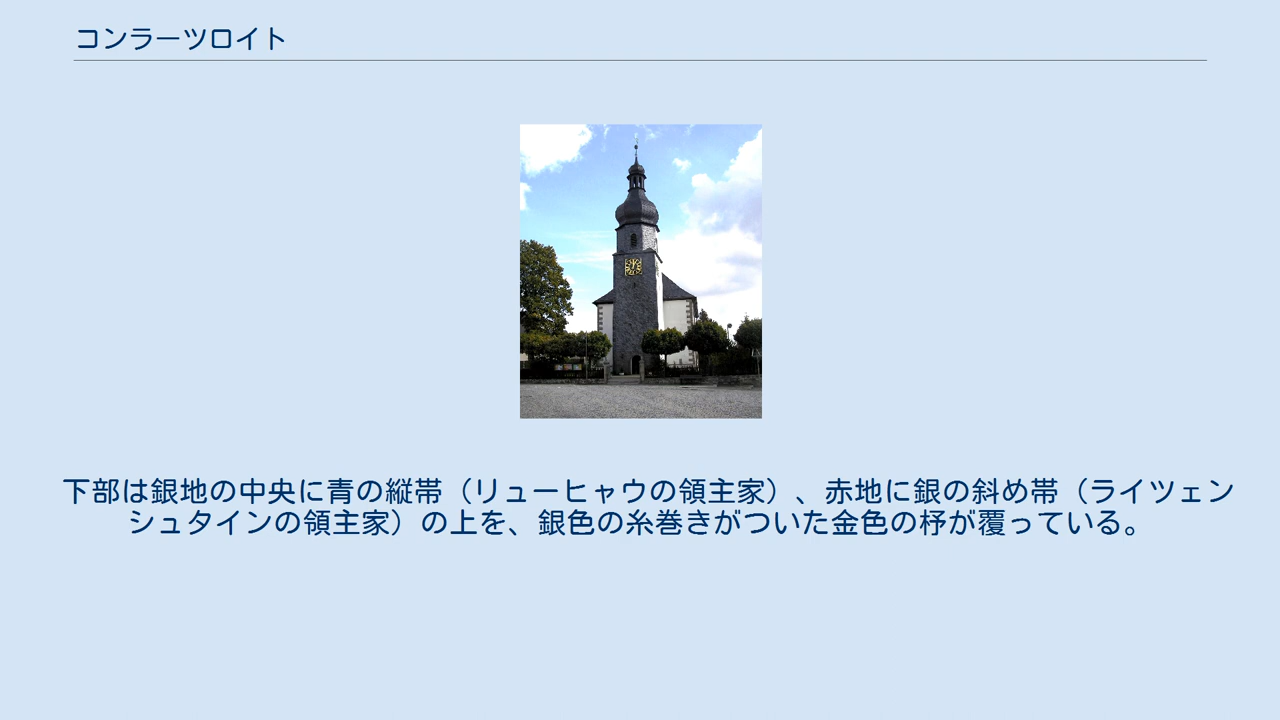 コンラーツロイト
下部は銀地の中央に青の縦帯（リューヒャウの領主家）、赤地に銀の斜め帯（ライツェン
シュタインの領主家）の上を、銀色の糸巻きがついた金色の杼が覆っている。